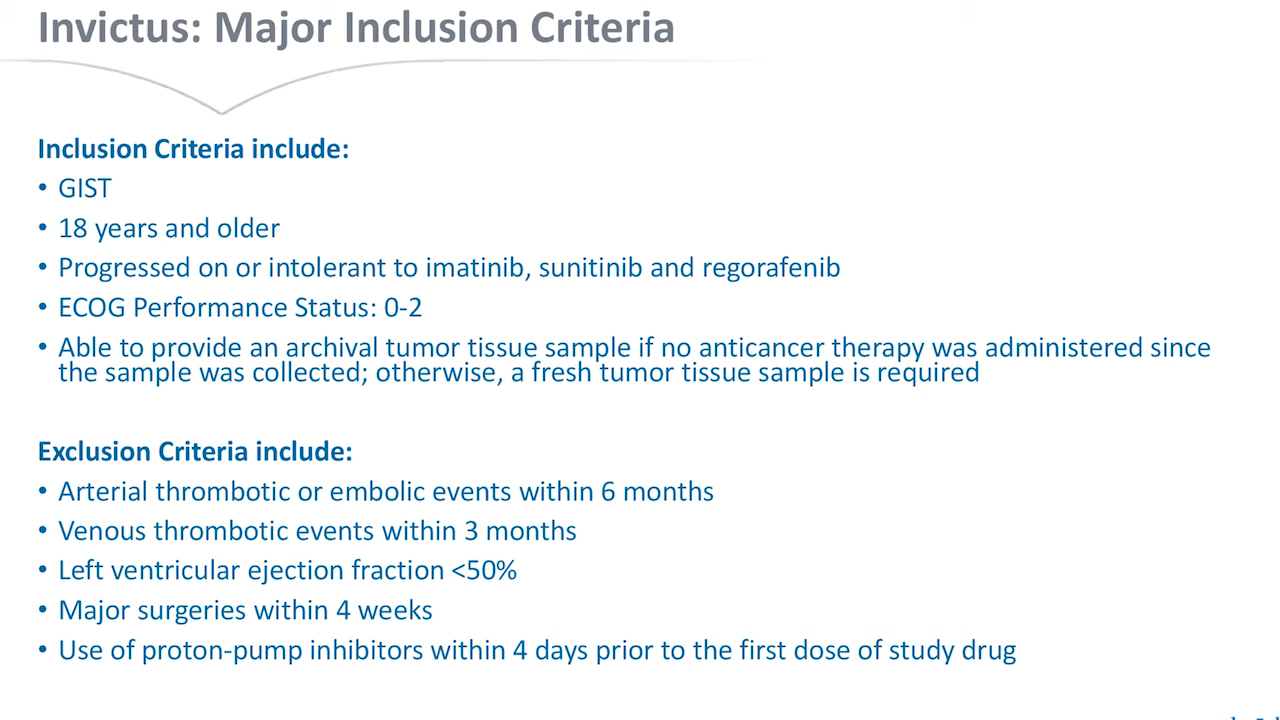 Invictus: Major Inclusion Criteria
Inclusion Criteria include:
• GIST
• 18 years and older
• Progressed on or intolerant to imatinib, sunitinib and regorafenib
• ECOG Performance Status: 0-2
• Able to provide an archival tumor tissue sample if no anticancer therapy was administered since
the sample was collected; otherwise, a fresh tumor tissue sample is required
Exclusion Criteria include:
• Arterial thrombotic or embolic events within 6 months
• Venous thrombotic events within 3 months
• Left ventricular ejection fraction <50%
• Major surgeries within 4 weeks
• Use of proton-pump inhibitors within 4 days prior to the first dose of study drug